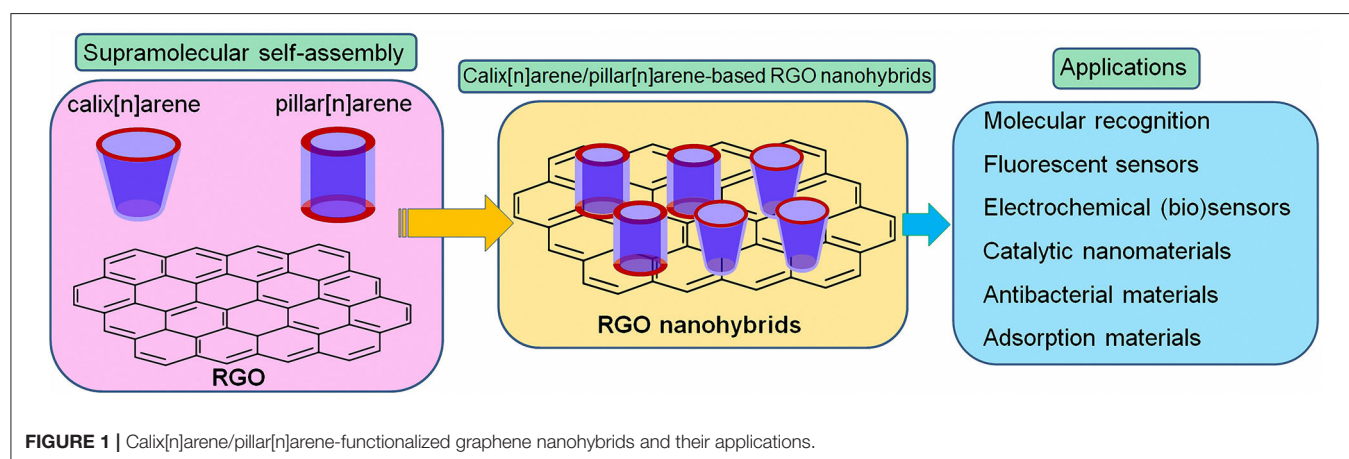 Supramolecular self-assembly
calix[n]arene
pillar[n]arene
RGO
Calix[n]arene/pillar[n]arene-based RGO nanohybrids
RGO nanohybrids
Applications
Molecular recognition
Fluorescent sensors
Electrochemical (bio)sensors
Catalytic nanomaterials
Antibacterial materials
Adsorption materials
FIGURE 1 | Calix[n]arene/pillar[n]arene-functionalized graphene nanohybrids and their applications.